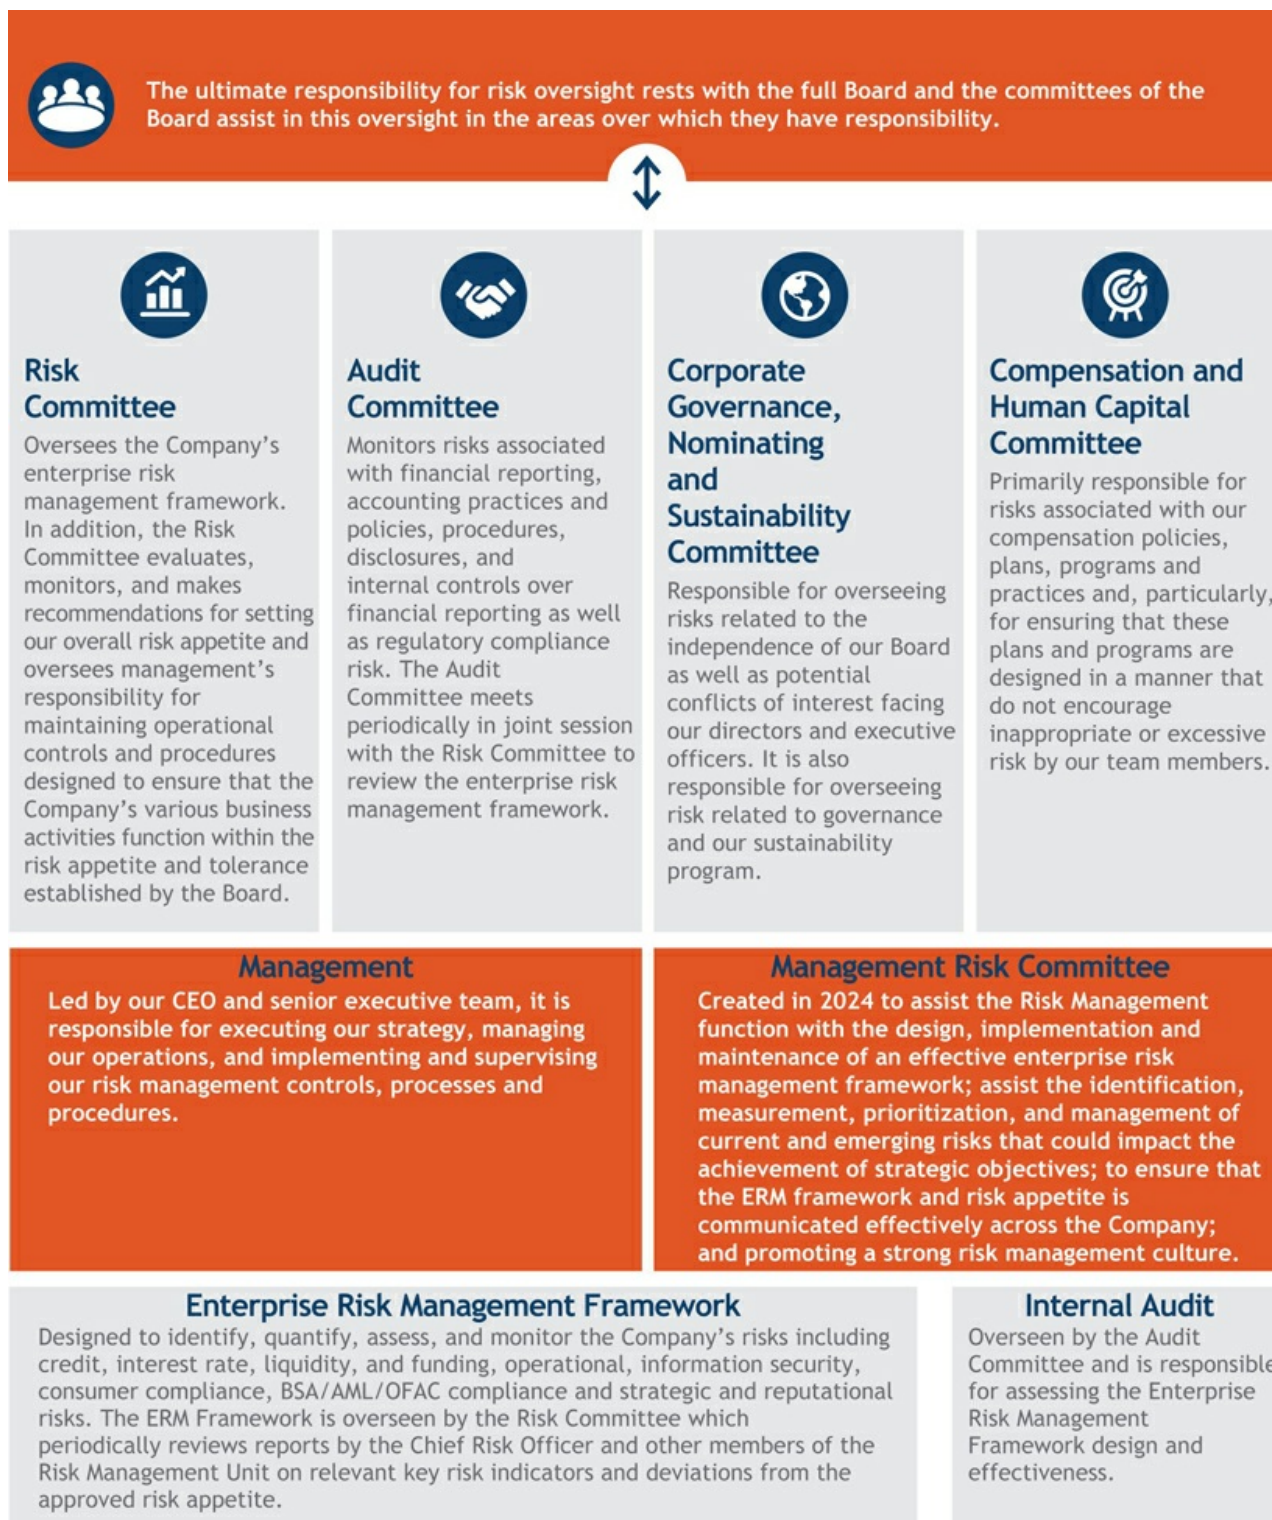 The ultimate responsibility for risk oversight rests with the full Board and the committees of the
Board assist in this oversight in the areas over which they have responsibility.
Risk
Committee
Oversees the Company's
enterprise risk
management framework.
In addition, the Risk
Committee evaluates,
monitors, and makes
recommendations for setting
our overall risk appetite and
oversees management's
responsibility for
maintaining operational
controls and procedures
designed to ensure that the
Company's various business
activities function within the
risk appetite and tolerance
established by the Board.
Audit
Committee
Monitors risks associated
with financial reporting,
accounting practices and
policies, procedures,
disclosures, and
internal controls over
financial reporting as well
as regulatory compliance
risk. The Audit
Committee meets
periodically in joint session
with the Risk Committee to
review the enterprise risk
management framework.
Corporate
Governance,
Nominating
and
Sustainability
Committee
Responsible for overseeing
risks related to the
independence of our Board
as well as potential
conflicts of interest facing
our directors and executive
officers. It is also
responsible for overseeing
risk related to governance
and our sustainability
program.
Compensation and
Human Capital
Committee
Primarily responsible for
risks associated with our
compensation policies,
plans, programs and
practices and, particularly,
for ensuring that these
plans and programs are
designed in a manner that
do not encourage
inappropriate or excessive
risk by our team members.
Management
Led by our CEO and senior executive team, it is
responsible for executing our strategy, managing
our operations, and implementing and supervising
our risk management controls, processes and
procedures.
Management Risk Committee
Created in 2024 to assist the Risk Management
function with the design, implementation and
maintenance of an effective enterprise risk
management framework; assist the identification,
measurement, prioritization, and management of
current and emerging risks that could impact the
achievement of strategic objectives; to ensure that
the ERM framework and risk appetite is
communicated effectively across the Company;
and promoting a strong risk management culture.
Enterprise Risk Management Framework
Designed to identify, quantify, assess, and monitor the Company's risks including
credit, interest rate, liquidity, and funding, operational, information security,
consumer compliance, BSA/AML/OFAC compliance and strategic and reputational
risks. The ERM Framework is overseen by the Risk Committee which
periodically reviews reports by the Chief Risk Officer and other members of the
Risk Management Unit on relevant key risk indicators and deviations from the
approved risk appetite.
Internal Audit
Overseen by the Audit
Committee and is responsible
for assessing the Enterprise
Risk Management
Framework design and
effectiveness.